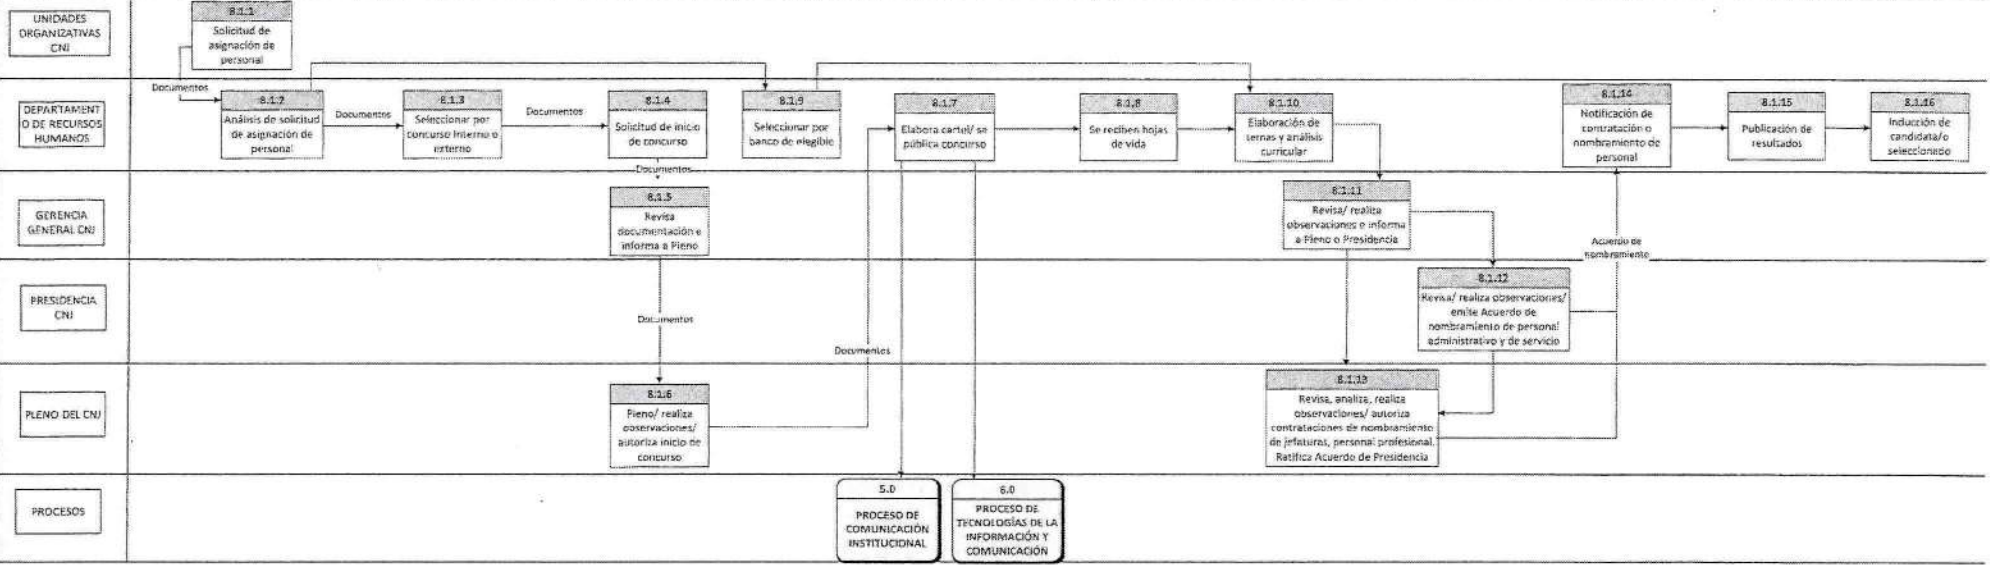 UNIDADES
ORGANIZATIVAS
CNJ
8.1.1
Solicitud de
asignación de
personal
Documentos
DEPARTAMENT
O DE RECURSOS
HUMANOS
8.1.2
Análisis de solicitud
de asignación de
personal
Documentos
8.1.3
Seleccionar por
concurso interno o
externo
Documentos
8.1.4
Solicitud de inicio
de concurso
Documentos
8.1.9
Seleccionar por
banco de elegible
8.1.7
Elabora cartel/ se
pública concurso
8.1.8
Se reciben hojas
de vida
8.1.10
Elaboración de
ternas y análisis
curricular
8.1.14
Notificación de
contratación o
nombramiento de
personal
8.1.15
Publicación de
resultados
8.1.16
Inducción de
candidata/o
seleccionado
GERENCIA
GENERAL CNJ
8.1.5
Revisa
documentación e
informa a Pleno
8.1.11
Revisa/ realiza
observaciones e informa
a Pleno o Presidencia
Acuerdo de
nombramiento
PRESIDENCIA
CNJ
Documentos
Documentos
8.1.12
Revisa/ realiza observaciones/
emite Acuerdo de
nombramiento de personal
administrativo y de servicio
PLENO DEL CNJ
8.1.6
Pleno/ realiza
observaciones/
autoriza inicio de
concurso
8.1.13
Revisa, analiza, realiza
observaciones/ autoriza
contrataciones de nombramiento
de jefaturas, personal profesional.
Ratifica Acuerdo de Presidencia
PROCESOS
5.0
PROCESO DE
COMUNICACIÓN
INSTITUCIONAL
6.0
PROCESO DE
TECNOLOGÍAS DE LA
INFORMACIÓN Y
COMUNICACIÓN